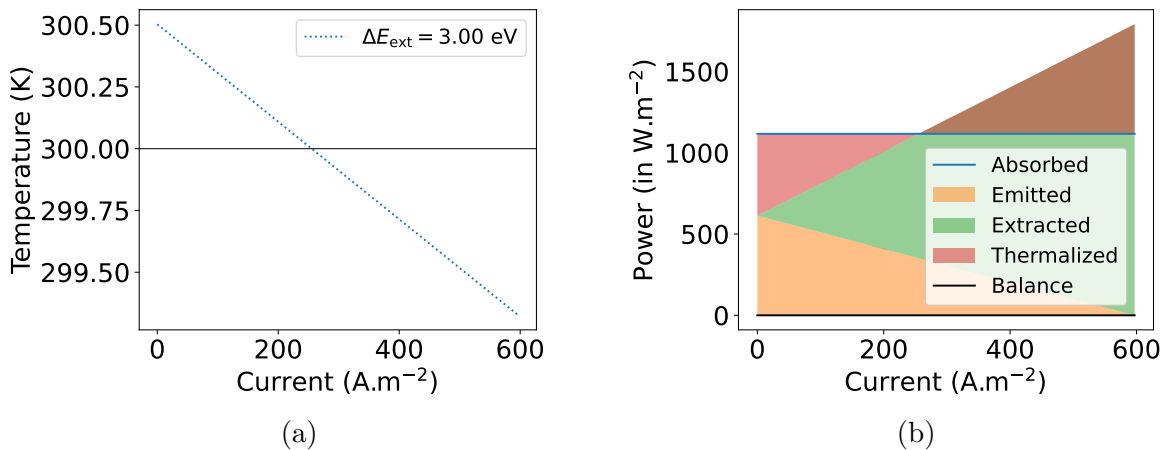 300.50
300.25
300.00
299.75
299.50
Temperature (K)
ΔE_ext = 3.00 eV
0 200 400 600
Current (A.m⁻²)
(a)
1500
1000
500
0
Power (in W.m⁻²)
Absorbed
Emitted
Extracted
Thermalized
Balance
0 200 400 600
Current (A.m⁻²)
(b)